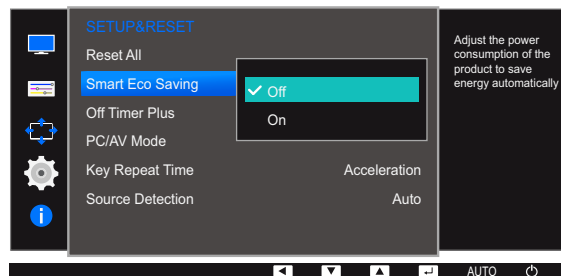 SETUP&RESET
Reset All
Smart Eco Saving
Off
On
Off Timer Plus
PC/AV Mode
Key Repeat Time Acceleration
Source Detection Auto
Adjust the power
consumption of the
product to save
energy automatically
AUTO